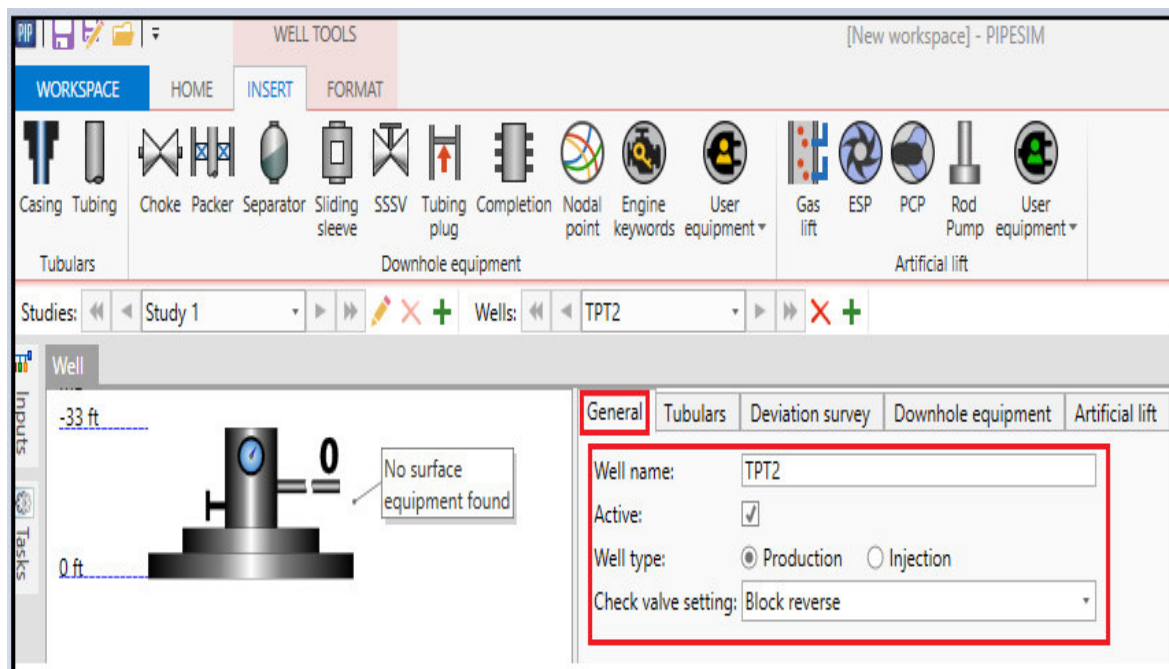 PIP
WELL TOOLS
[New workspace] - PIPESIM
WORKSPACE HOME INSERT FORMAT
Casing Tubing Choke Packer Separator Sliding sleeve SSSV Tubing plug Completion Nodal point Engine keywords User equipment Gas lift ESP PCP Rod Pump User equipment
Tubulars Downhole equipment Artificial lift
Studies: Study 1 Wells: TPT2
Well
Inputs
Tasks
-33 ft
0
No surface
equipment found
0 ft
General Tubulars Deviation survey Downhole equipment Artificial lift
Well name: TPT2
Active:
Well type: Production Injection
Check valve setting: Block reverse